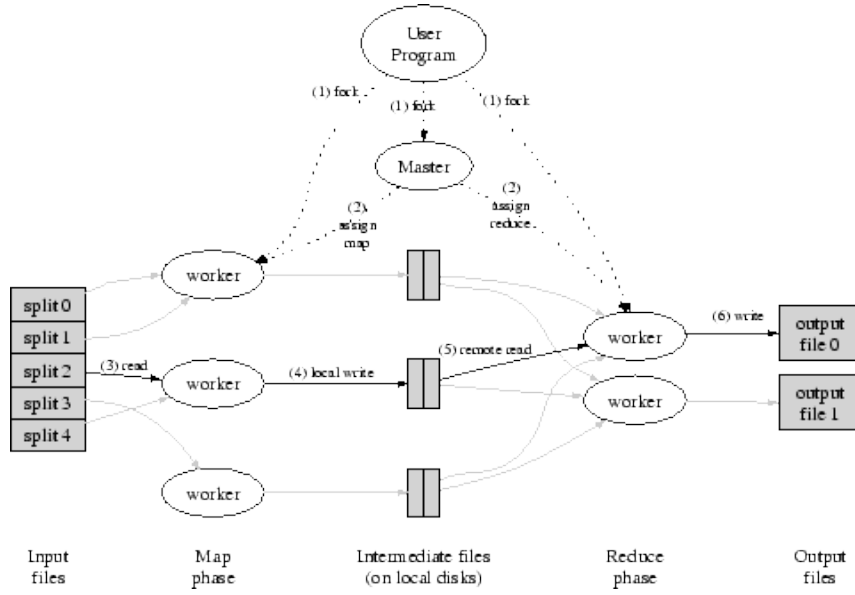 User
Program
(1) fork
(1) fork
(1) fork
Master
(2)
assign
map
(2)
assign
reduce
worker
split 0
split 1
split 2
split 3
split 4
(3) read
worker
(4) local write
(5) remote read
worker
(6) write
output
file 0
worker
output
file 1
worker
Input
files
Map
phase
Intermediate files
(on local disks)
Reduce
phase
Output
files